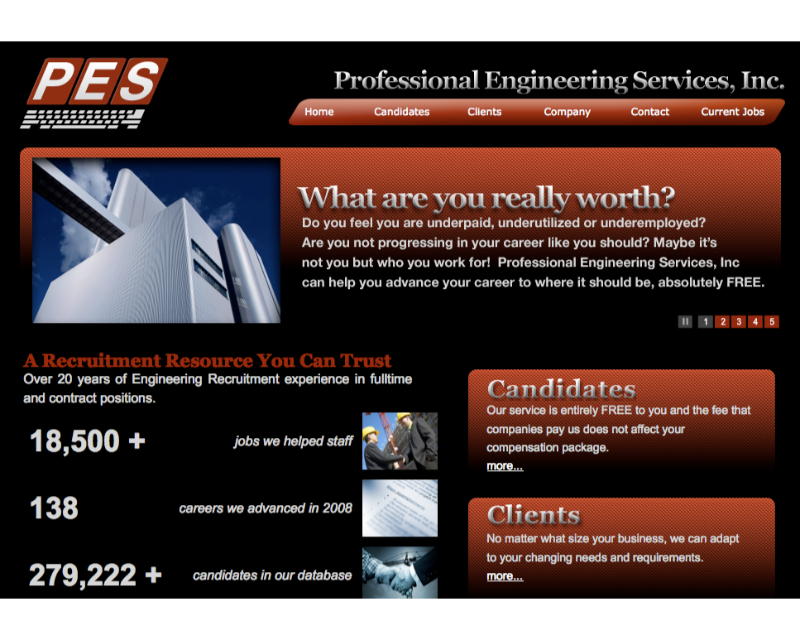 PES
Professional Engineering Services, Inc.
Home Candidates Clients Company Contact Current Jobs
What are you really worth?
Do you feel you are underpaid, underutilized or underemployed?
Are you not progressing in your career like you should? Maybe it's
not you but who you work for! Professional Engineering Services, Inc
can help you advance your career to where it should be, absolutely FREE.
1 2 3 4 5
A Recruitment Resource You Can Trust
Over 20 years of Engineering Recruitment experience in fulltime
and contract positions.
18,500 + jobs we helped staff
138 careers we advanced in 2008
279,222 + candidates in our database
Candidates
Our service is entirely FREE to you and the fee that
companies pay us does not affect your
compensation package.
more...
Clients
No matter what size your business, we can adapt
to your changing needs and requirements.
more...